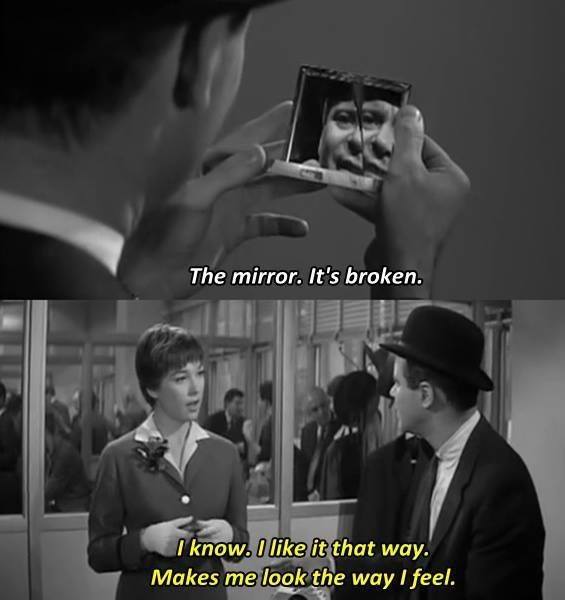 The mirror. It's broken.
I know. I like it that way.
Makes me look the way I feel.